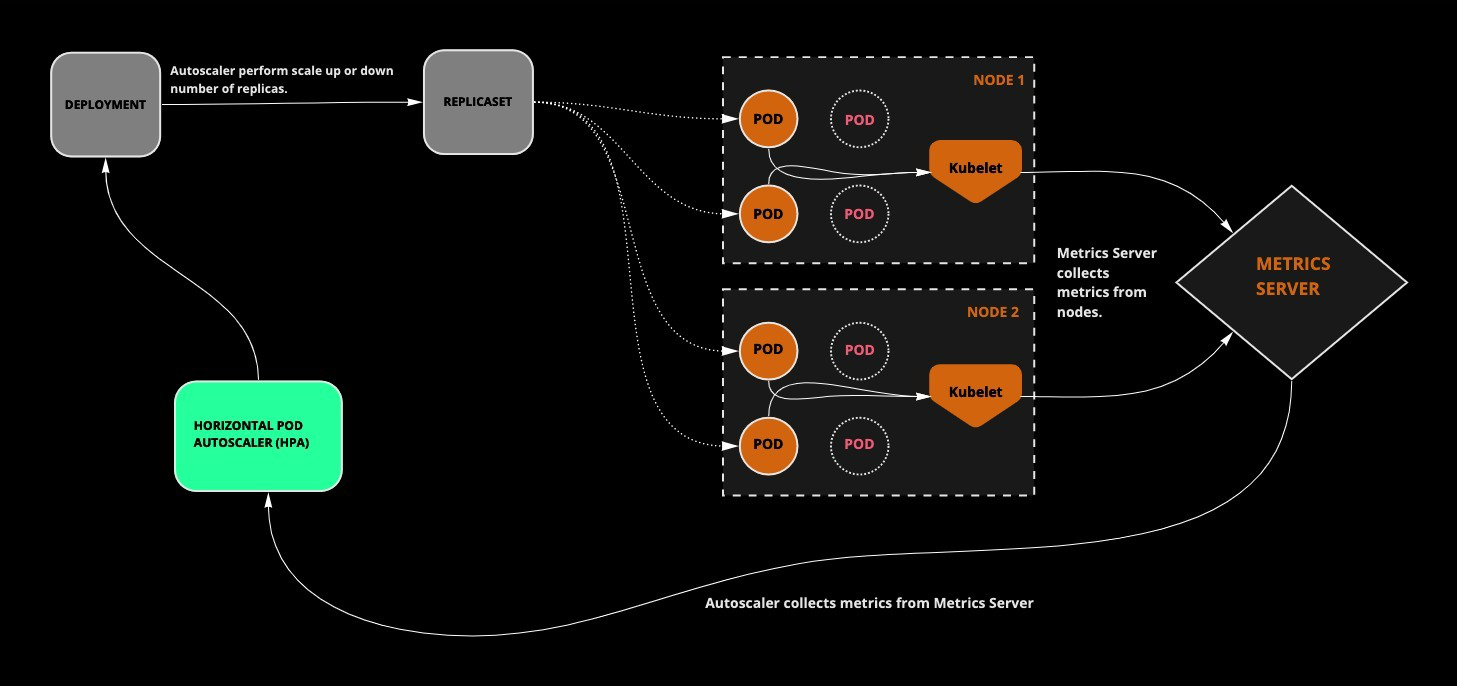 DEPLOYMENT
Autoscaler perform scale up or down
number of replicas.
REPLICASET
NODE 1
POD
POD
Kubelet
POD
POD
NODE 2
POD
POD
Kubelet
POD
POD
Metrics Server
collects
metrics from
nodes.
METRICS
SERVER
HORIZONTAL POD
AUTOSCALER (HPA)
Autoscaler collects metrics from Metrics Server